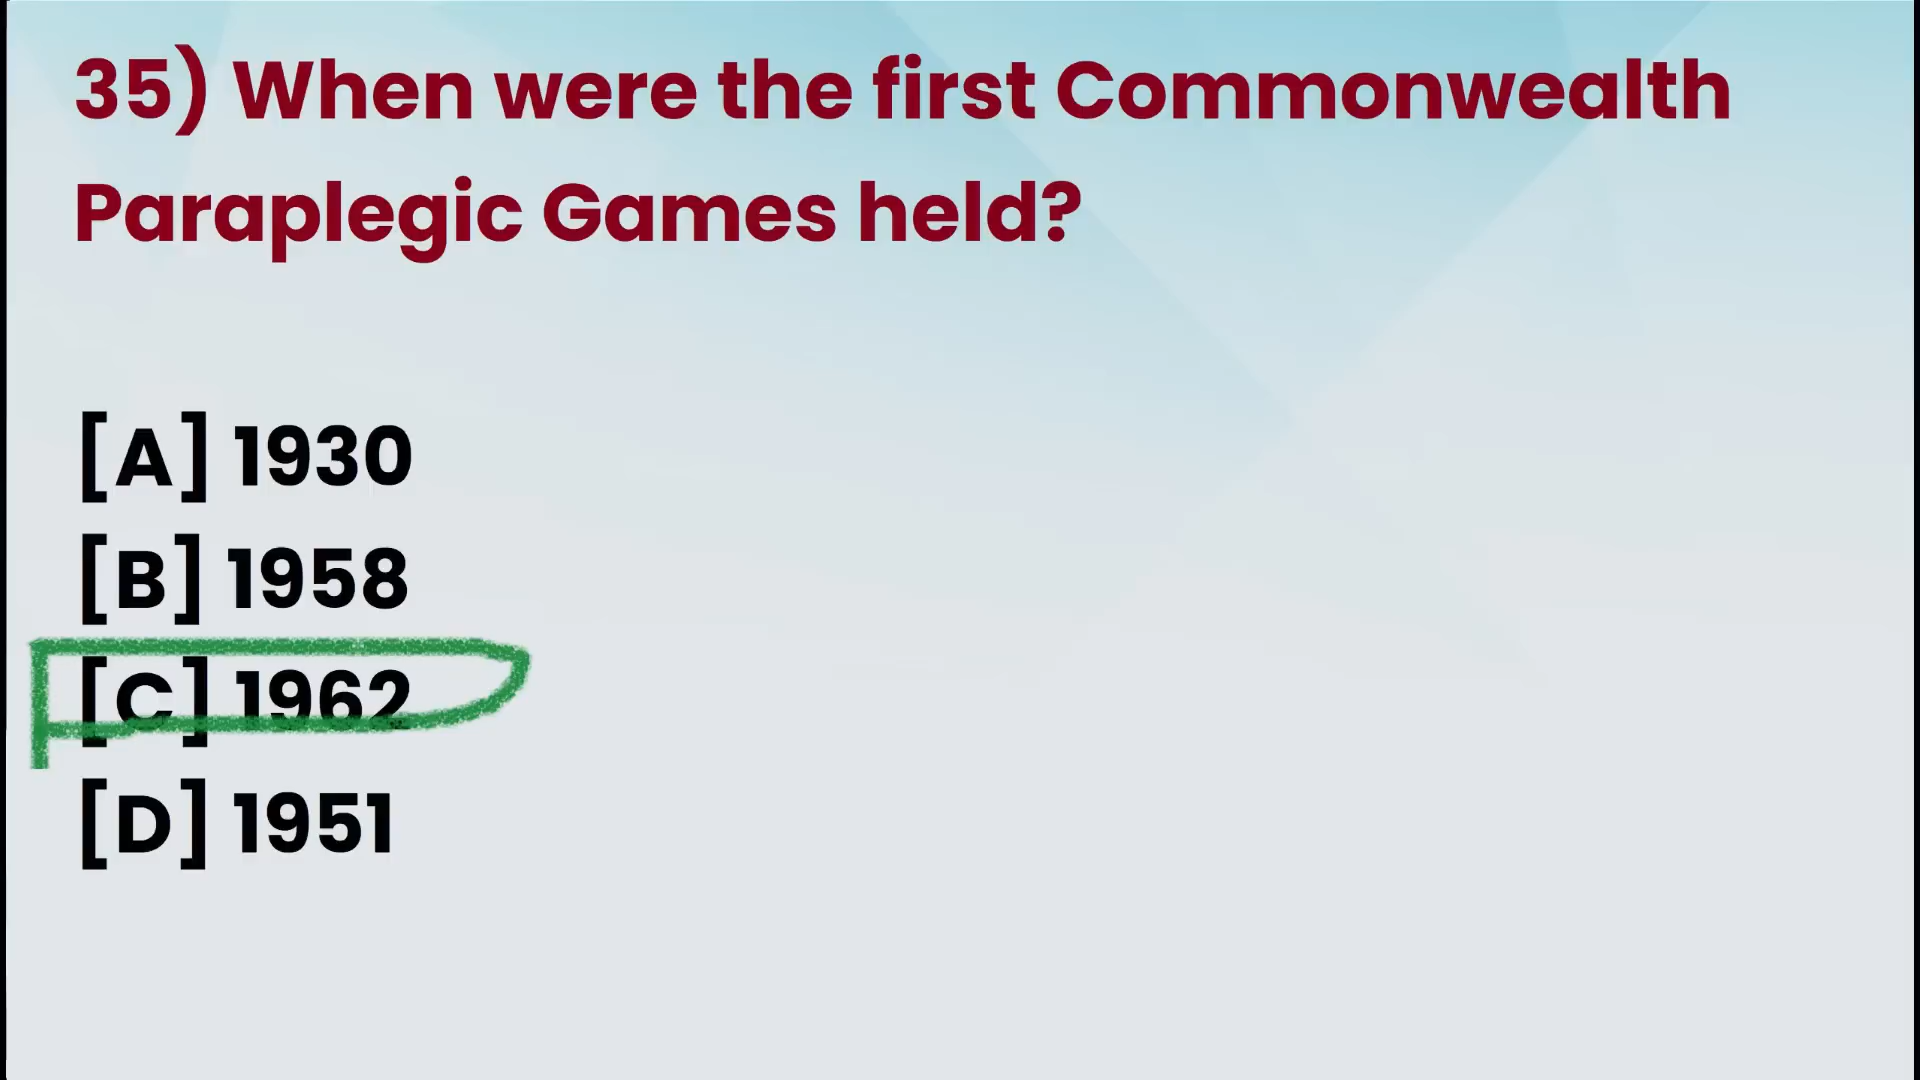 35) When were the first Commonwealth
Paraplegic Games held?
[A] 1930
[B] 1958
[C] 1962
[D] 1951